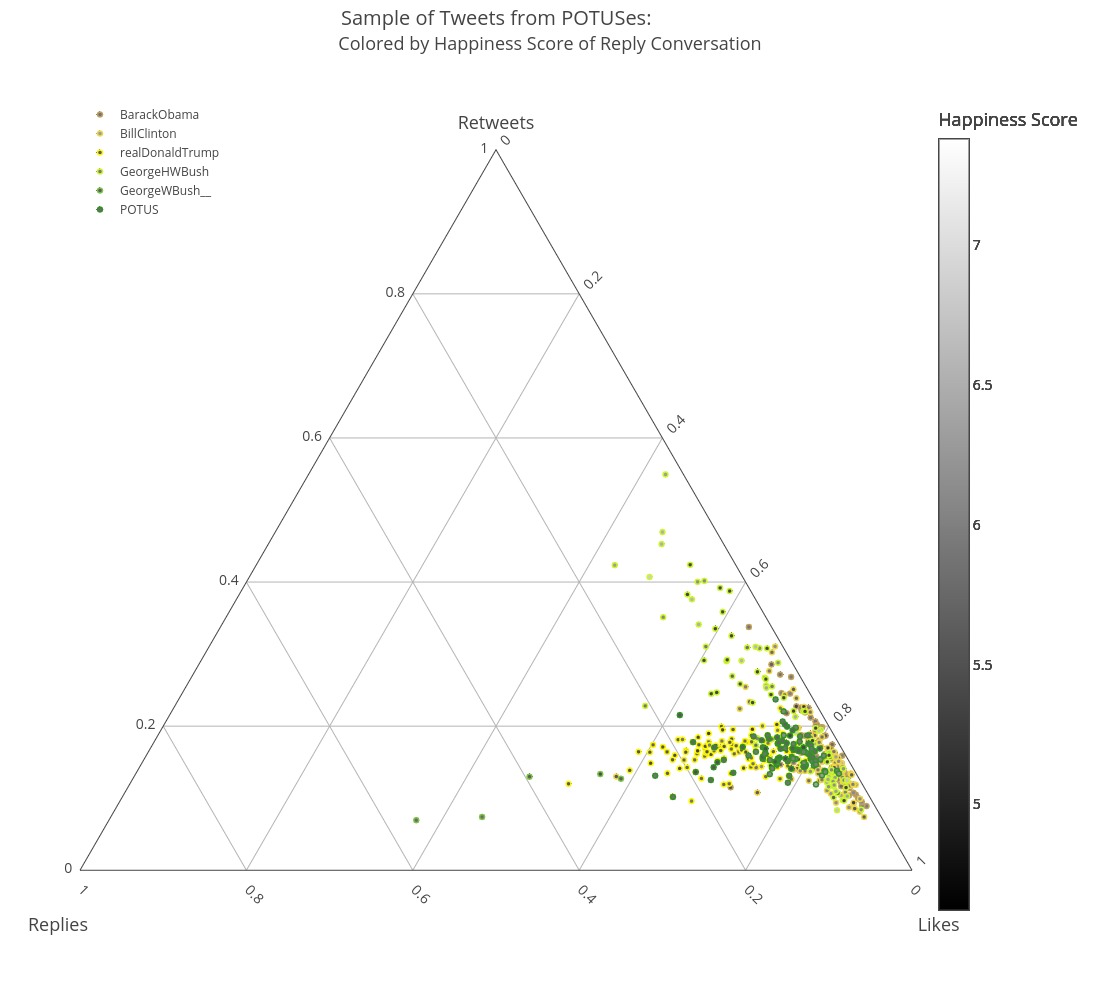 Sample of Tweets from POTUSes:
Colored by Happiness Score of Reply Conversation
BarackObama
BillClinton
realDonaldTrump
GeorgeHWBush
GeorgeWBush__
POTUS
Retweets
Happiness Score
1
0
0.8
0.2
7
6.5
0.6
0.4
6
0.4
0.6
5.5
0.2
0.8
5
0
1
1
0.8
0.6
0.4
0.2
0
Replies
Likes